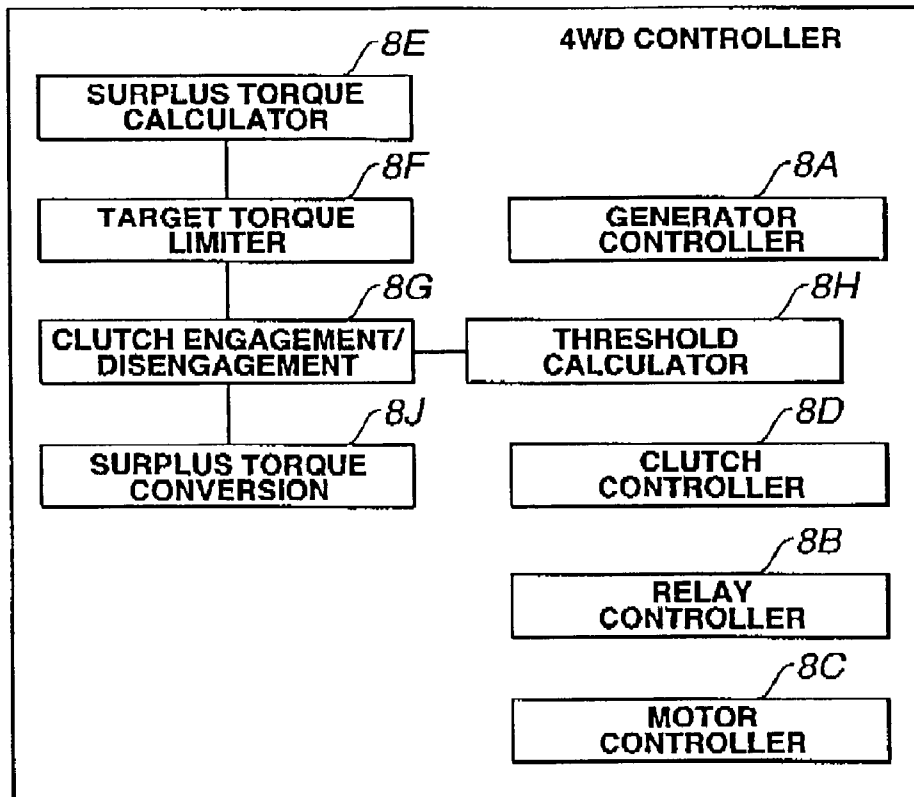 4WD CONTROLLER
8E
SURPLUS TORQUE
CALCULATOR
8F
TARGET TORQUE
LIMITER
8A
GENERATOR
CONTROLLER
8G
CLUTCH ENGAGEMENT/
DISENGAGEMENT
8H
THRESHOLD
CALCULATOR
8J
SURPLUS TORQUE
CONVERSION
8D
CLUTCH
CONTROLLER
8B
RELAY
CONTROLLER
8C
MOTOR
CONTROLLER